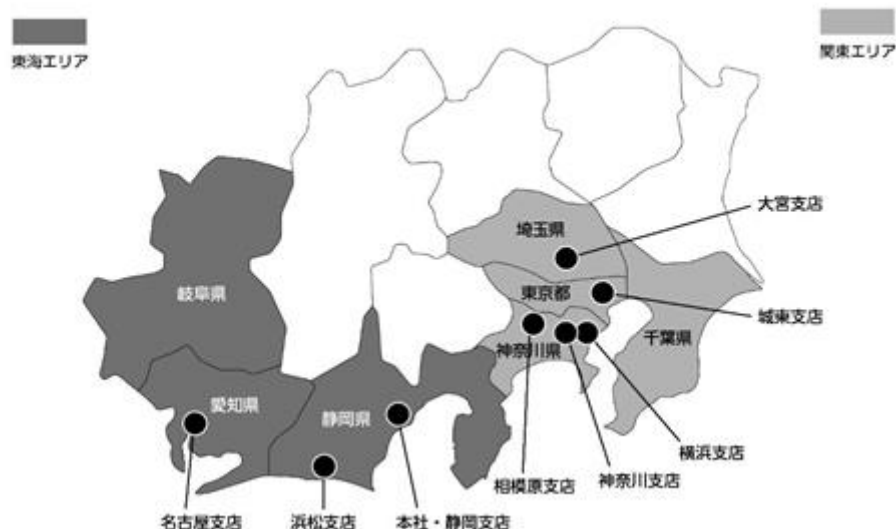 東海エリア
関東エリア
大宮支店
埼玉県
東京都
岐阜県
城東支店
千葉県
神奈川県
愛知県
静岡県
横浜支店
神奈川支店
相模原支店
名古屋支店
浜松支店
本社・静岡支店